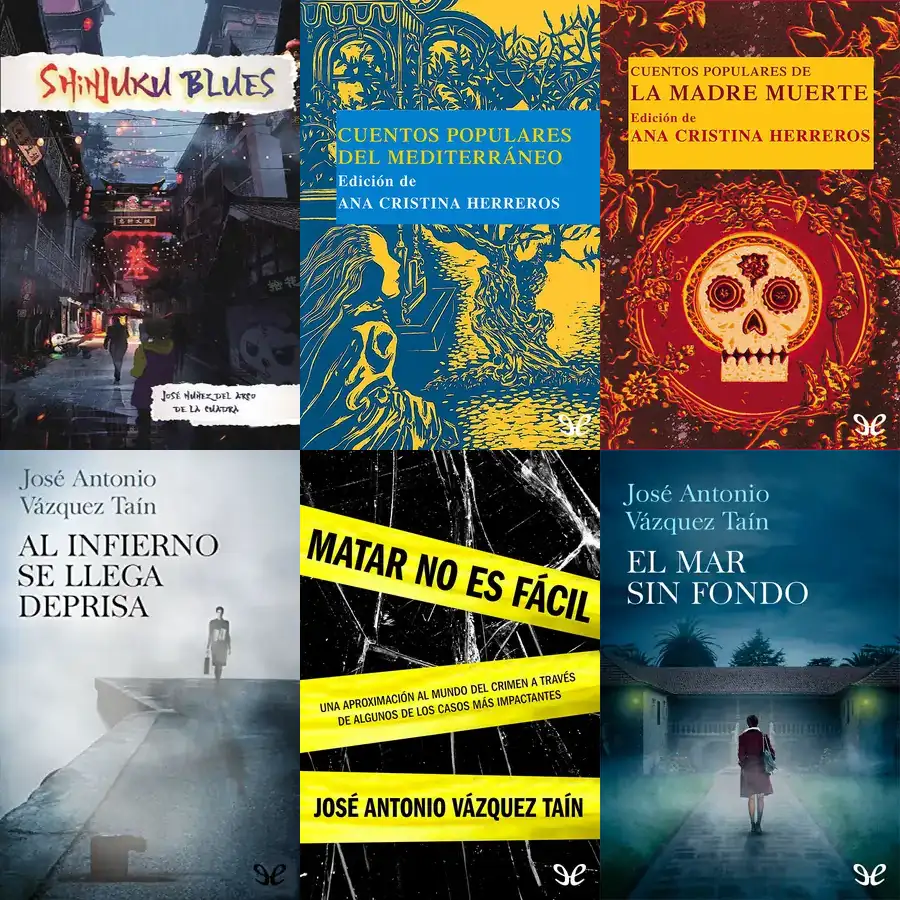 SHINJUKU BLUES
JOSÉ NUÑEZ DEL ARCO
DE LA CUADRA
CUENTOS POPULARES
DEL MEDITERRÁNEO
Edición de
ANA CRISTINA HERREROS
CUENTOS POPULARES DE
LA MADRE MUERTE
Edición de
ANA CRISTINA HERREROS
José Antonio
Vázquez Taín
AL INFIERNO
SE LLEGA
DEPRISA
MATAR NO ES FÁCIL
UNA APROXIMACIÓN AL MUNDO DEL CRIMEN A TRAVÉS
DE ALGUNOS DE LOS CASOS MÁS IMPACTANTES
JOSÉ ANTONIO VÁZQUEZ TAÍN
José Antonio
Vázquez Taín
EL MAR
SIN FONDO